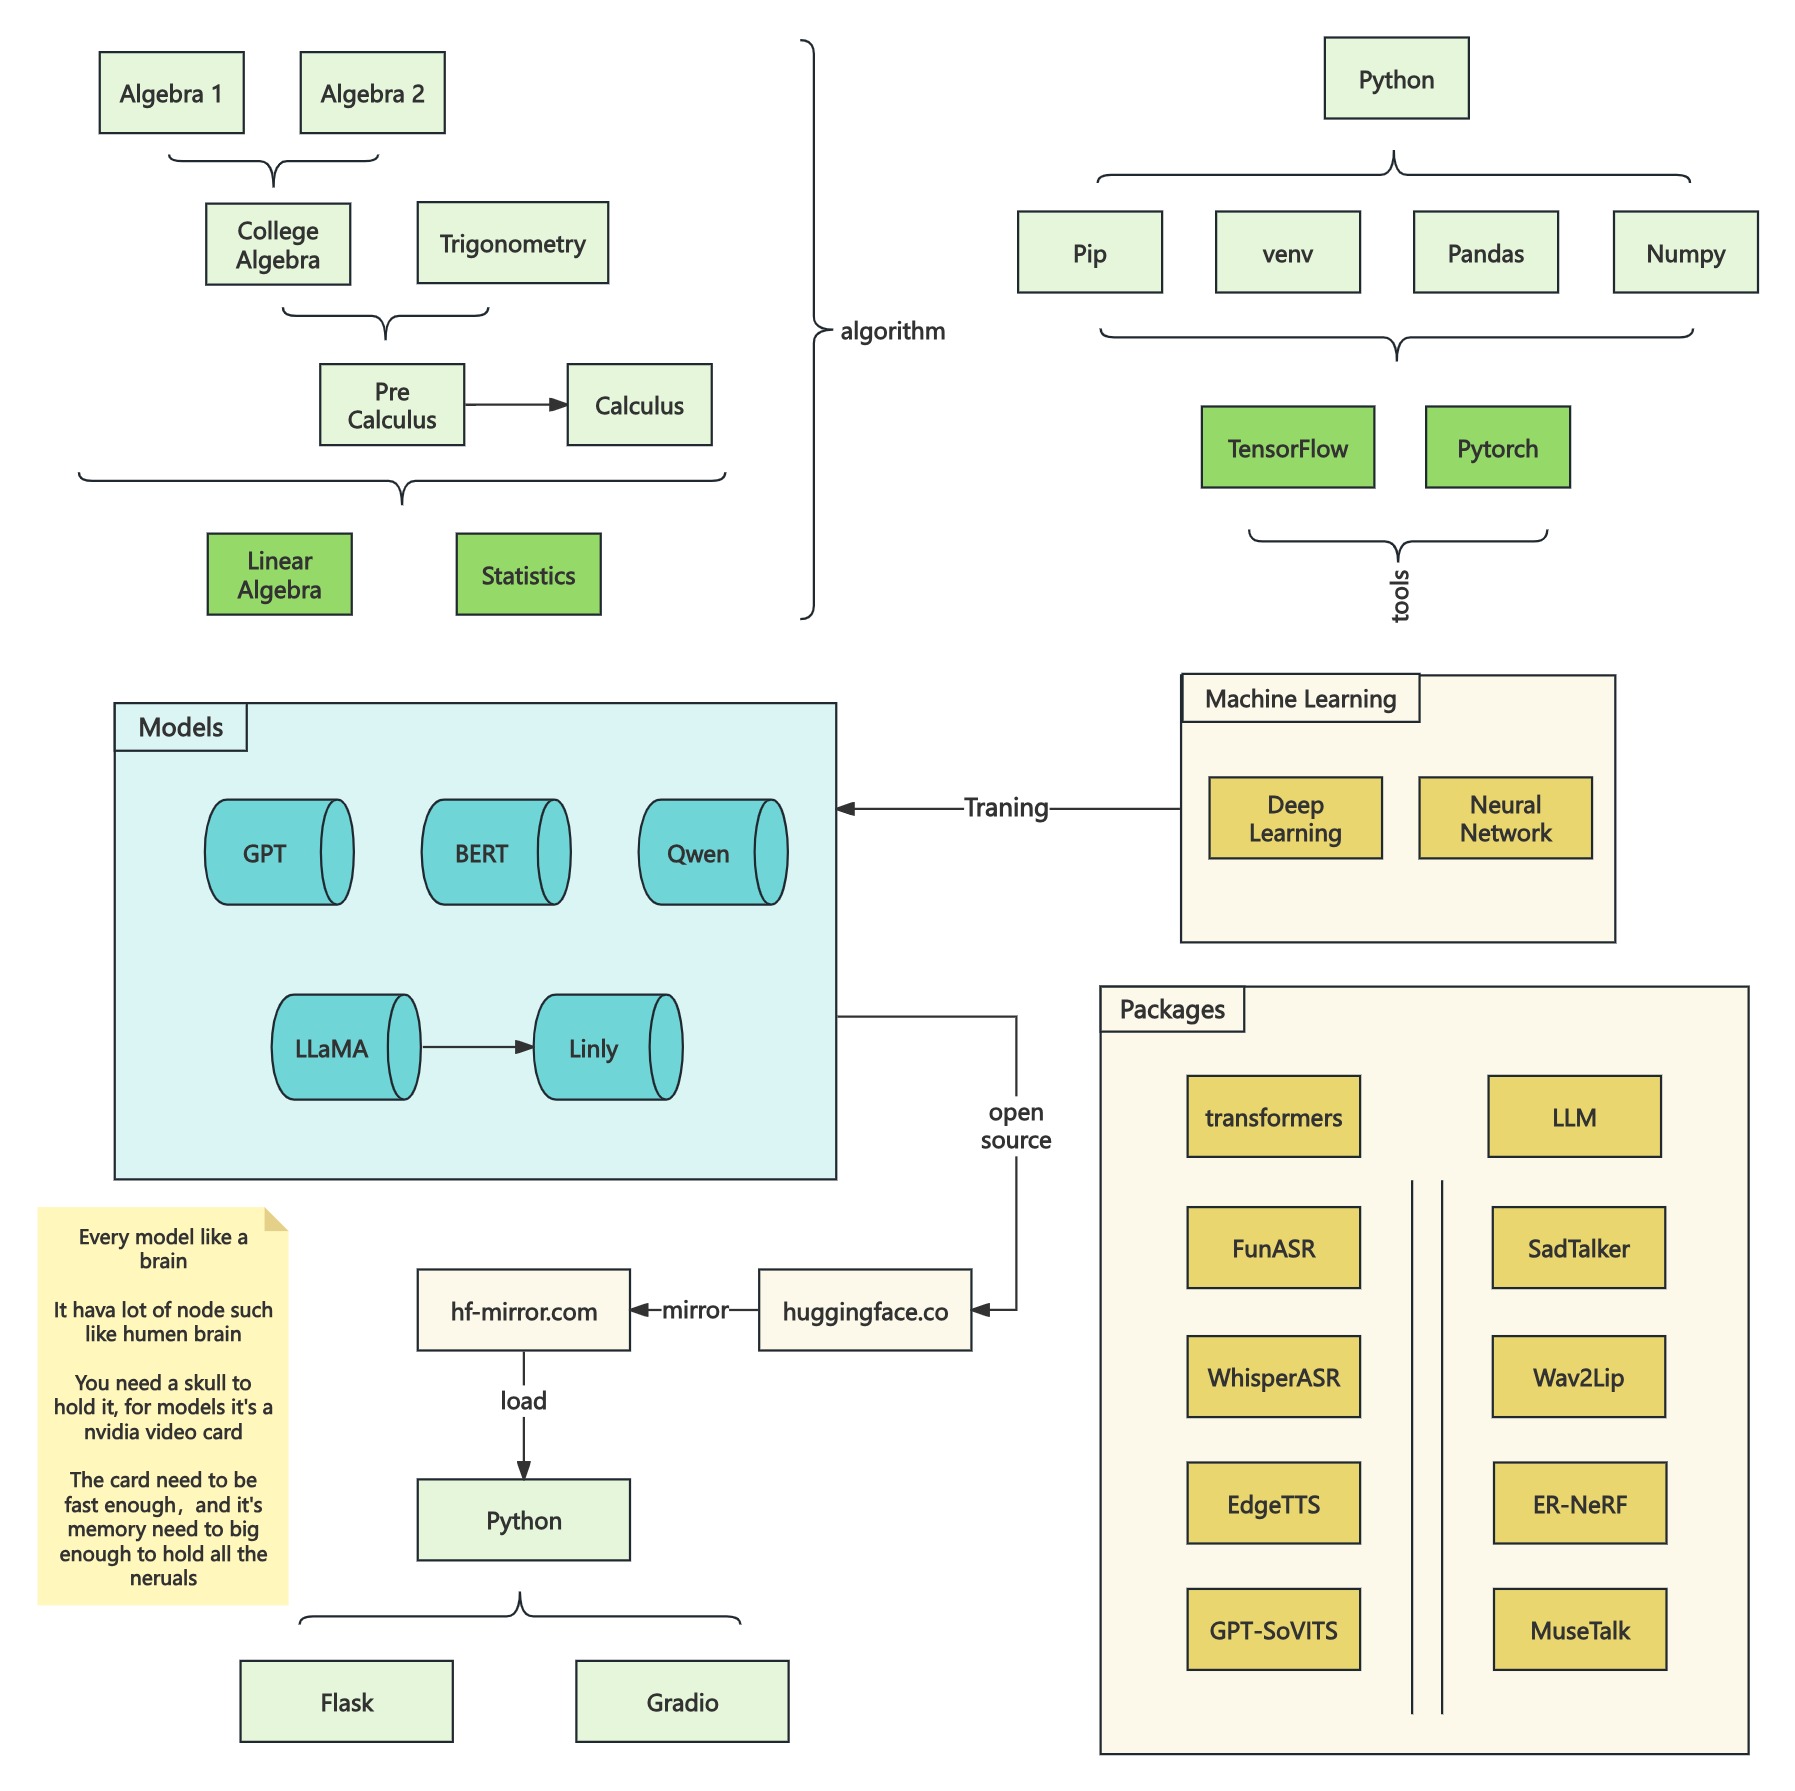 Algebra 1
Algebra 2
College
Algebra
Trigonometry
Pre
Calculus
Calculus
Linear
Algebra
Statistics
algorithm
Python
Pip
venv
Pandas
Numpy
TensorFlow
Pytorch
tools
Machine Learning
Deep
Learning
Neural
Network
Traning
Models
GPT
BERT
Qwen
LLaMA
Linly
open
source
huggingface.co
mirror
hf-mirror.com
load
Python
Flask
Gradio
Every model like a
brain
It hava lot of node such
like humen brain
You need a skull to
hold it, for models it's a
nvidia video card
The card need to be
fast enough，and it's
memory need to big
enough to hold all the
neruals
Packages
transformers
LLM
FunASR
SadTalker
WhisperASR
Wav2Lip
EdgeTTS
ER-NeRF
GPT-SoVITS
MuseTalk